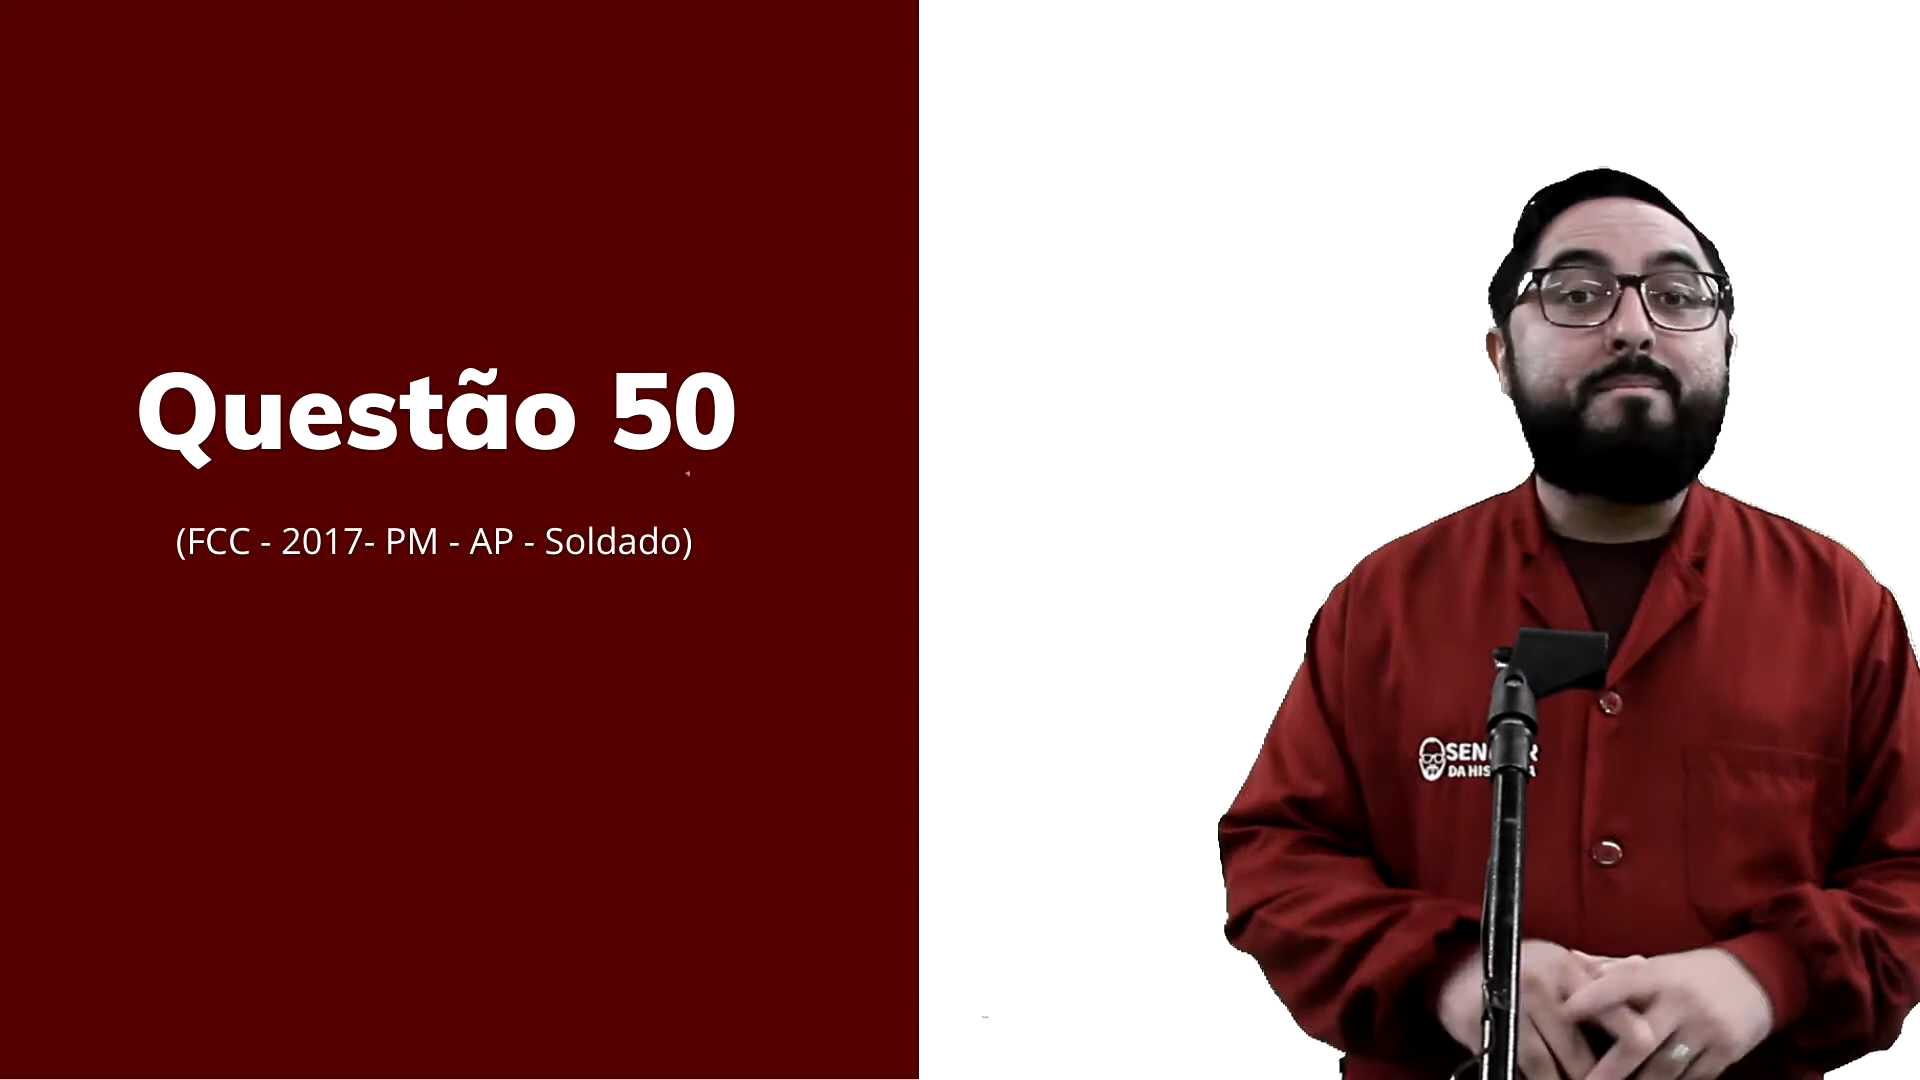 Questão 50
(FCC - 2017- PM - AP - Soldado)